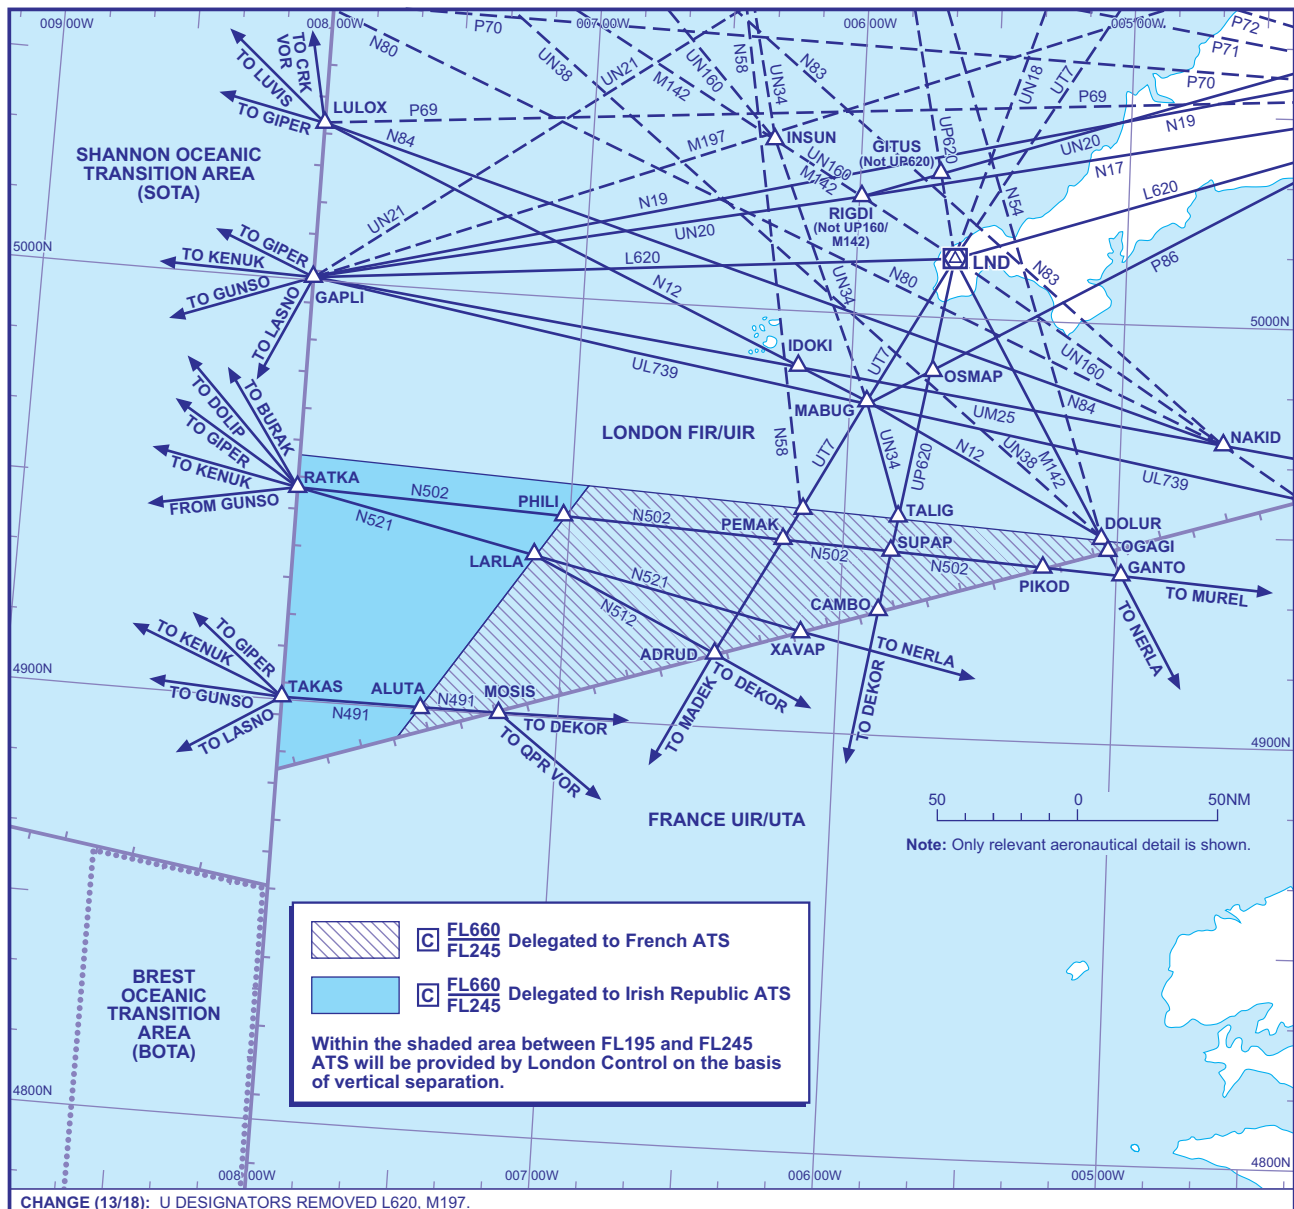 009 00W
008 00W
007 00W
006 00W
005 00W
P72
P71
P70
P70
N80
UN38
UN21
M142
UN160
N58
UN34
N83
UN18
UT7
TO CRK
VOR
TO LUVIS
TO GIPER
LULOX
P69
P69
N84
M197
INSUN
UN160
M142
GITUS
(Not UP620)
UP620
N19
UN20
N17
SHANNON OCEANIC
TRANSITION AREA
(SOTA)
N19
UN20
UN21
RIGDI
(Not UP160/
M142)
N54
L620
5000N
TO GIPER
TO KENUK
TO GUNSO
TO LASNO
GAPLI
L620
N12
UN34
N80
LND
N83
P86
5000N
UL739
IDOKI
UT7
OSMAP
UN160
MABUG
UM25
N84
NAKID
TO BURAK
TO DOLIP
TO GIPER
TO KENUK
FROM GUNSO
RATKA
LONDON FIR/UIR
N58
UT7
UN34
UP620
N12
UN38
M142
UL739
N502
N521
PHILI
N502
PEMAK
TALIG
DOLUR
OGAGI
GANTO
LARLA
N521
N512
N502
SUPAP
N502
PIKOD
TO MUREL
CAMBO
ADRUD
XAVAP
TO NERLA
TO NERLA
TO GIPER
TO KENUK
TO GUNSO
TO LASNO
4900N
TAKAS
N491
ALUTA
N491
MOSIS
TO DEKOR
TO QPR VOR
TO MADEK
TO DEKOR
TO DEKOR
4900N
50 0 50NM
FRANCE UIR/UTA
Note: Only relevant aeronautical detail is shown.
C FL660
FL245 Delegated to French ATS
C FL660
FL245 Delegated to Irish Republic ATS
Within the shaded area between FL195 and FL245
ATS will be provided by London Control on the basis
of vertical separation.
BREST
OCEANIC
TRANSITION
AREA
(BOTA)
4800N
4800N
008 00W
007 00W
006 00W
005 00W
CHANGE (13/18): U DESIGNATORS REMOVED L620, M197.